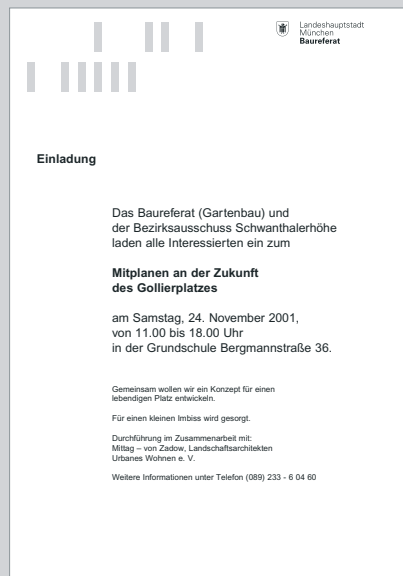 Landeshauptstadt
München
Baureferat
Einladung
Das Baureferat (Gartenbau) und
der Bezirksausschuss Schwanthalerhöhe
laden alle Interessierten ein zum
Mitplanen an der Zukunft
des Gollierplatzes
am Samstag, 24. November 2001,
von 11.00 bis 18.00 Uhr
in der Grundschule Bergmannstraße 36.
Gemeinsam wollen wir ein Konzept für einen
lebendigen Platz entwickeln.
Für einen kleinen Imbiss wird gesorgt.
Durchführung im Zusammenarbeit mit:
Mittag – von Zadow, Landschaftsarchitekten
Urbanes Wohnen e. V.
Weitere Informationen unter Telefon (089) 233 - 6 04 60